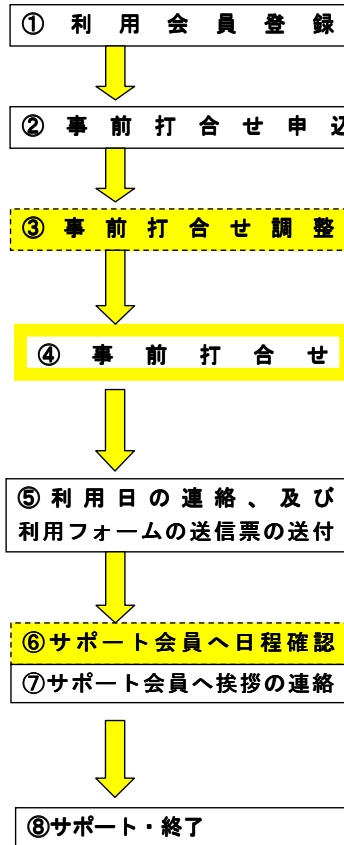 ①利用会員登録
②事前打合せ申込
③事前打合せ調整
④事前打合せ
⑤利用日の連絡、及び
利用フォームの送信票の送付
⑥サポート会員へ日程確認
⑦サポート会員へ挨拶の連絡
⑧サポート・終了